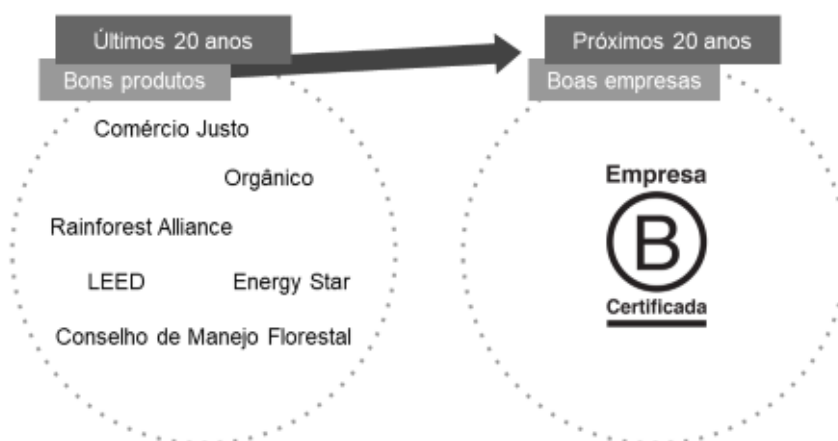 Últimos 20 anos
Bons produtos
Comércio Justo
Orgânico
Rainforest Alliance
LEED
Energy Star
Conselho de Manejo Florestal
Próximos 20 anos
Boas empresas
Empresa
B
Certificada